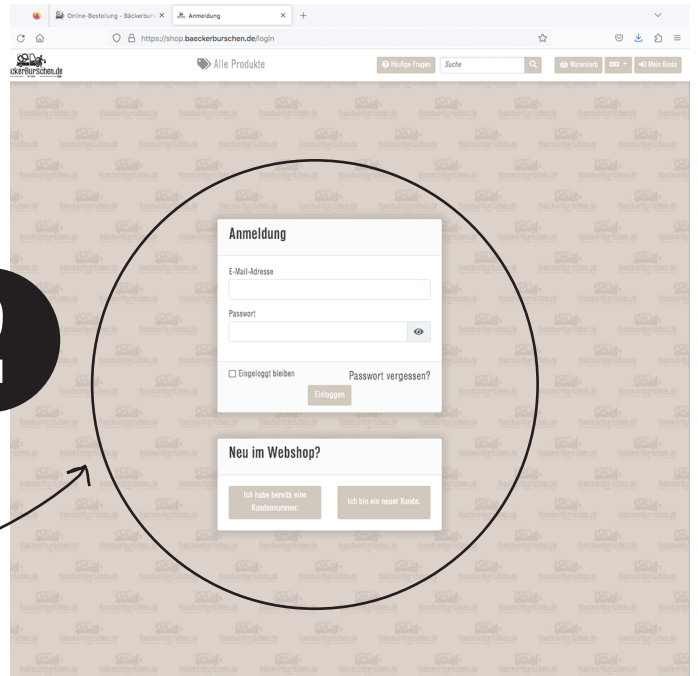 Online-Bestellung - Bäckerburs
Anmeldung
https://shop.baeckerburschen.de/login
ckerBurschen.de
Alle Produkte
Häufige Fragen
Suche
Warenkorb
Mein Konto
Anmeldung
E-Mail-Adresse
Passwort
Eingeloggt bleiben
Passwort vergessen?
Einloggen
Neu im Webshop?
Ich habe bereits eine
Kundennummer.
Ich bin ein neuer Kunde.